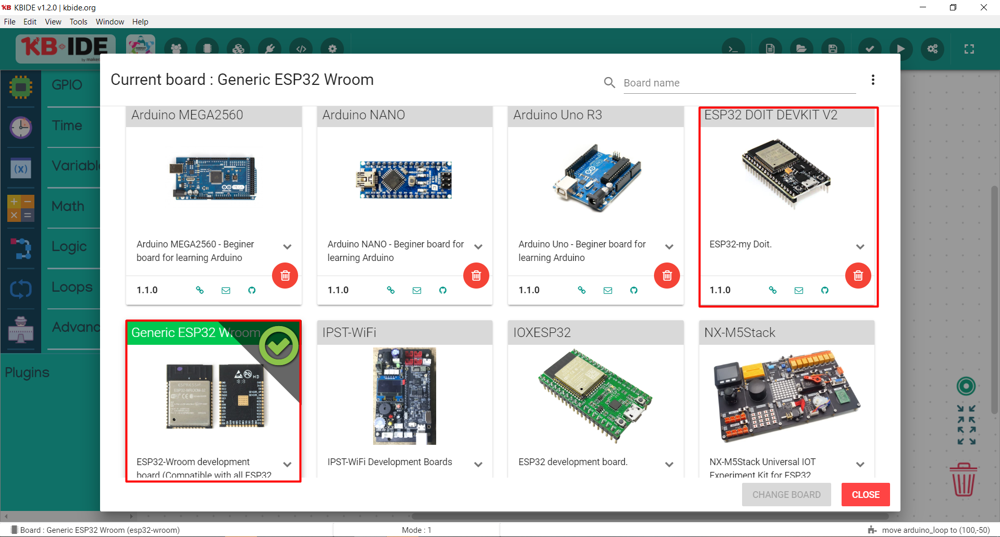 KBIDE v1.2.0 | kbide.org
File Edit View Tools Window Help
KB IDE
by maker
Current board : Generic ESP32 Wroom
Board name
GPIO
Time
Variabl
Math
Logic
Loops
Advanc
Plugins
Arduino MEGA2560
Arduino MEGA2560 - Beginer
board for learning Arduino
1.1.0
Arduino NANO
Arduino NANO - Beginer board for
learning Arduino
1.1.0
Arduino Uno R3
Arduino Uno - Beginer board for
learning Arduino
1.1.0
ESP32 DOIT DEVKIT V2
ESP32-my Doit.
1.1.0
Generic ESP32 Wroom
ESP32-WROOM-32
ESP32-Wroom development
board (Compatible with all ESP32
IPST-WiFi
IPST-WiFi Development Boards
IOXESP32
ESP32 development board.
NX-M5Stack
NX-M5Stack Universal IOT
Experiment Kit for ESP32
CHANGE BOARD
CLOSE
Board : Generic ESP32 Wroom (esp32-wroom)
Mode : 1
move arduino_loop to (100,-50)